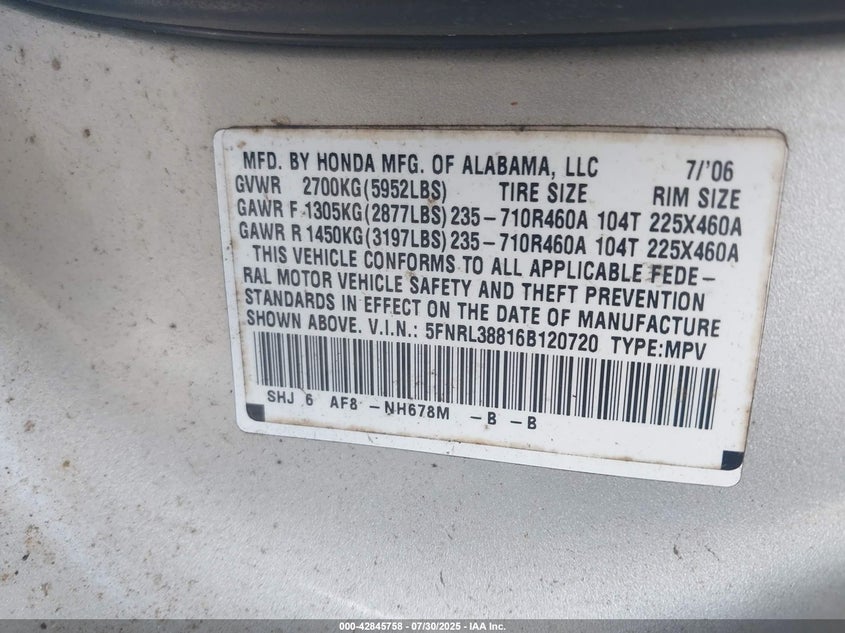 MFD. BY HONDA MFG. OF ALABAMA, LLC 7/'06
GVWR 2700KG(5952LBS) TIRE SIZE RIM SIZE
GAWR F 1305KG(2877LBS) 235-710R460A 104T 225X460A
GAWR R 1450KG(3197LBS) 235-710R460A 104T 225X460A
THIS VEHICLE CONFORMS TO ALL APPLICABLE FEDE-
RAL MOTOR VEHICLE SAFETY AND THEFT PREVENTION
STANDARDS IN EFFECT ON THE DATE OF MANUFACTURE
SHOWN ABOVE. V.I.N.: 5FNRL38816B120720 TYPE:MPV
SHJ 6 AF8 -NH678M -B -B
000-42845758 - 07/30/2025 - IAA Inc.